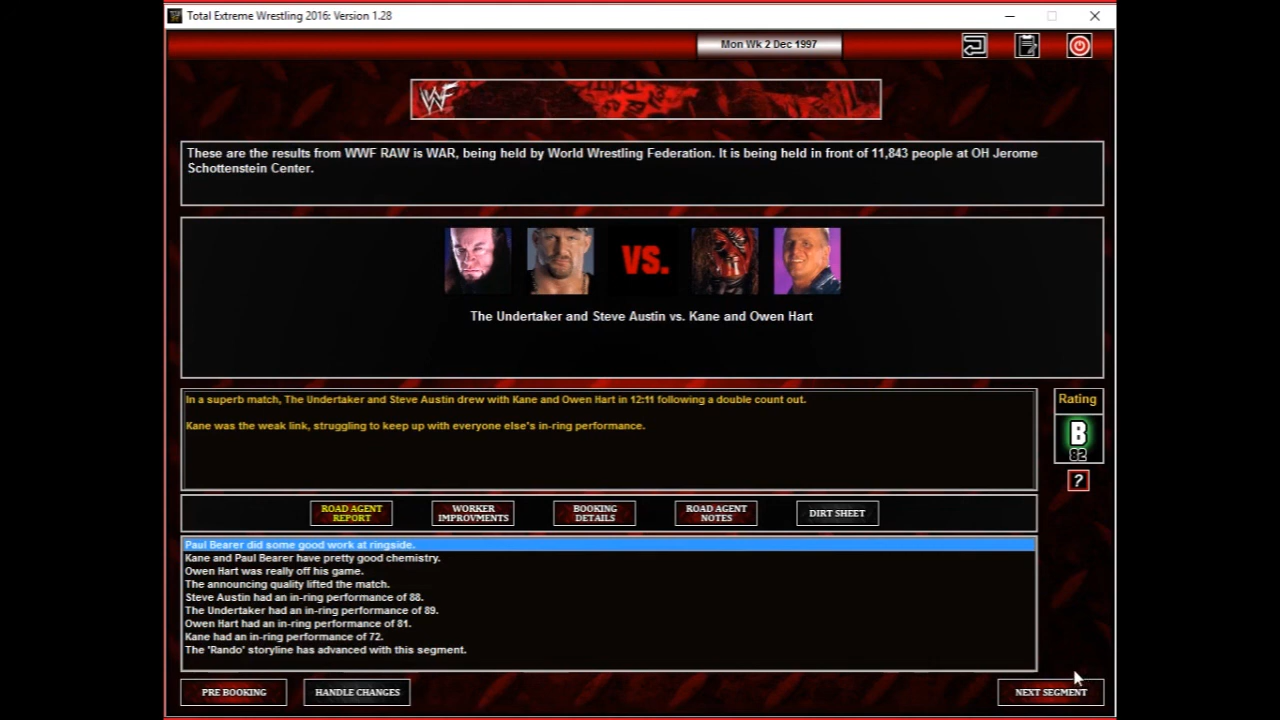 Total Extreme Wrestling 2016: Version 1.28
Mon Wk 2 Dec 1997
WF
These are the results from WWF RAW is WAR, being held by World Wrestling Federation. It is being held in front of 11,843 people at OH Jerome
Schottenstein Center.
VS.
The Undertaker and Steve Austin vs. Kane and Owen Hart
In a superb match, The Undertaker and Steve Austin drew with Kane and Owen Hart in 12:11 following a double count out.
Kane was the weak link, struggling to keep up with everyone else's in-ring performance.
Rating
B
82
?
ROAD AGENT
REPORT
WORKER
IMPROVMENTS
BOOKING
DETAILS
ROAD AGENT
NOTES
DIRT SHEET
Paul Bearer did some good work at ringside.
Kane and Paul Bearer have pretty good chemistry.
Owen Hart was really off his game.
The announcing quality lifted the match.
Steve Austin had an in-ring performance of 88.
The Undertaker had an in-ring performance of 89.
Owen Hart had an in-ring performance of 81.
Kane had an in-ring performance of 72.
The 'Rando' storyline has advanced with this segment.
PRE BOOKING
HANDLE CHANGES
NEXT SEGMENT